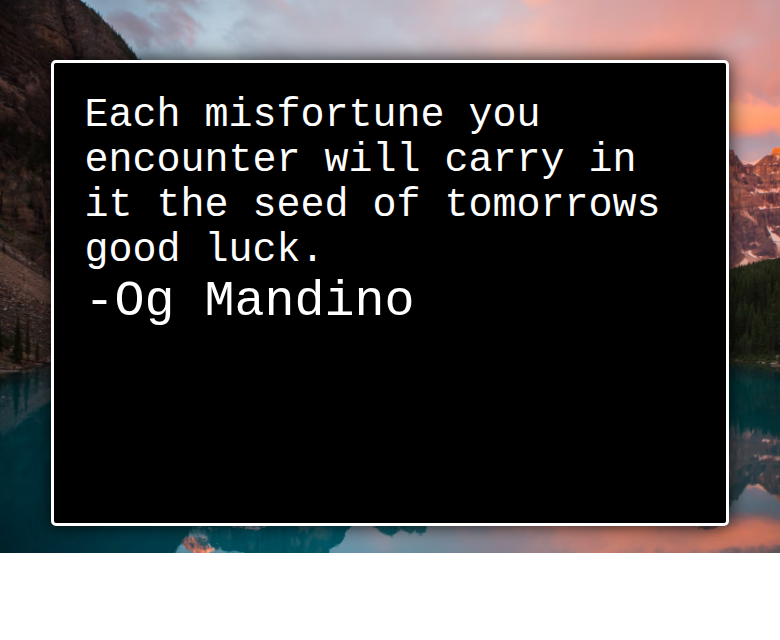 Each misfortune you
encounter will carry in
it the seed of tomorrows
good luck.
-Og Mandino